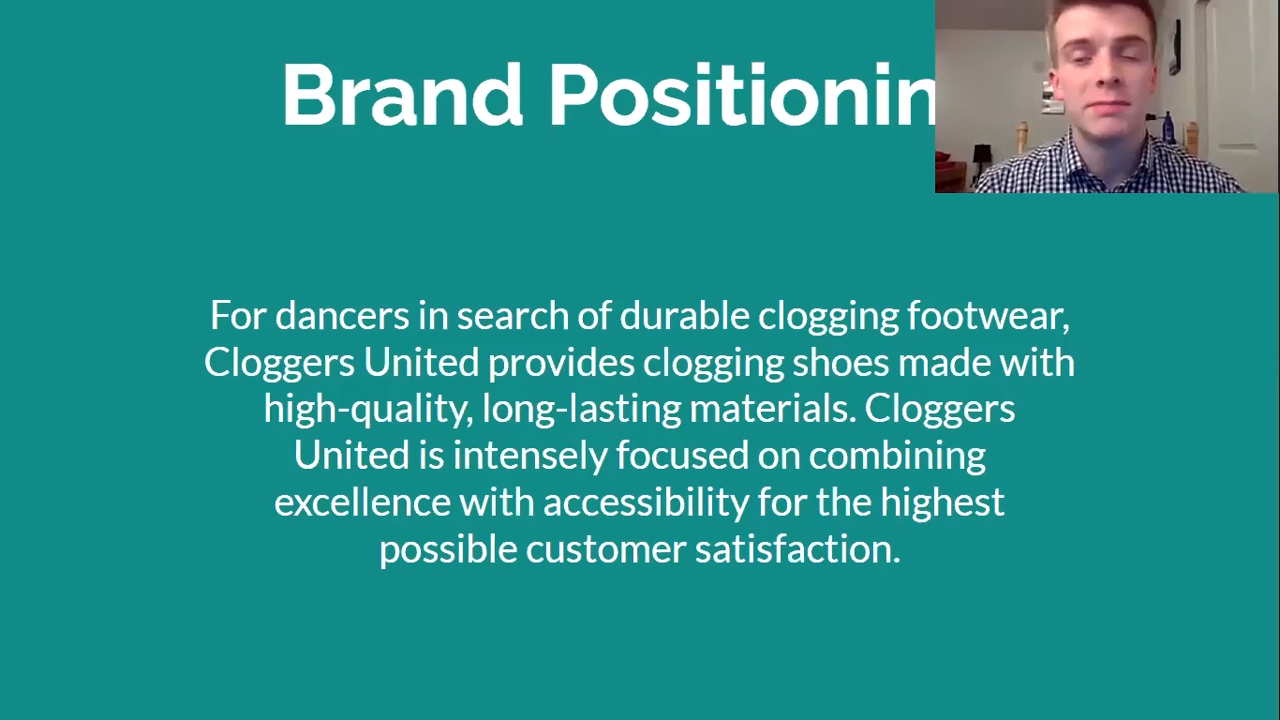 Brand Positionin
For dancers in search of durable clogging footwear,
Cloggers United provides clogging shoes made with
high-quality, long-lasting materials. Cloggers
United is intensely focused on combining
excellence with accessibility for the highest
possible customer satisfaction.